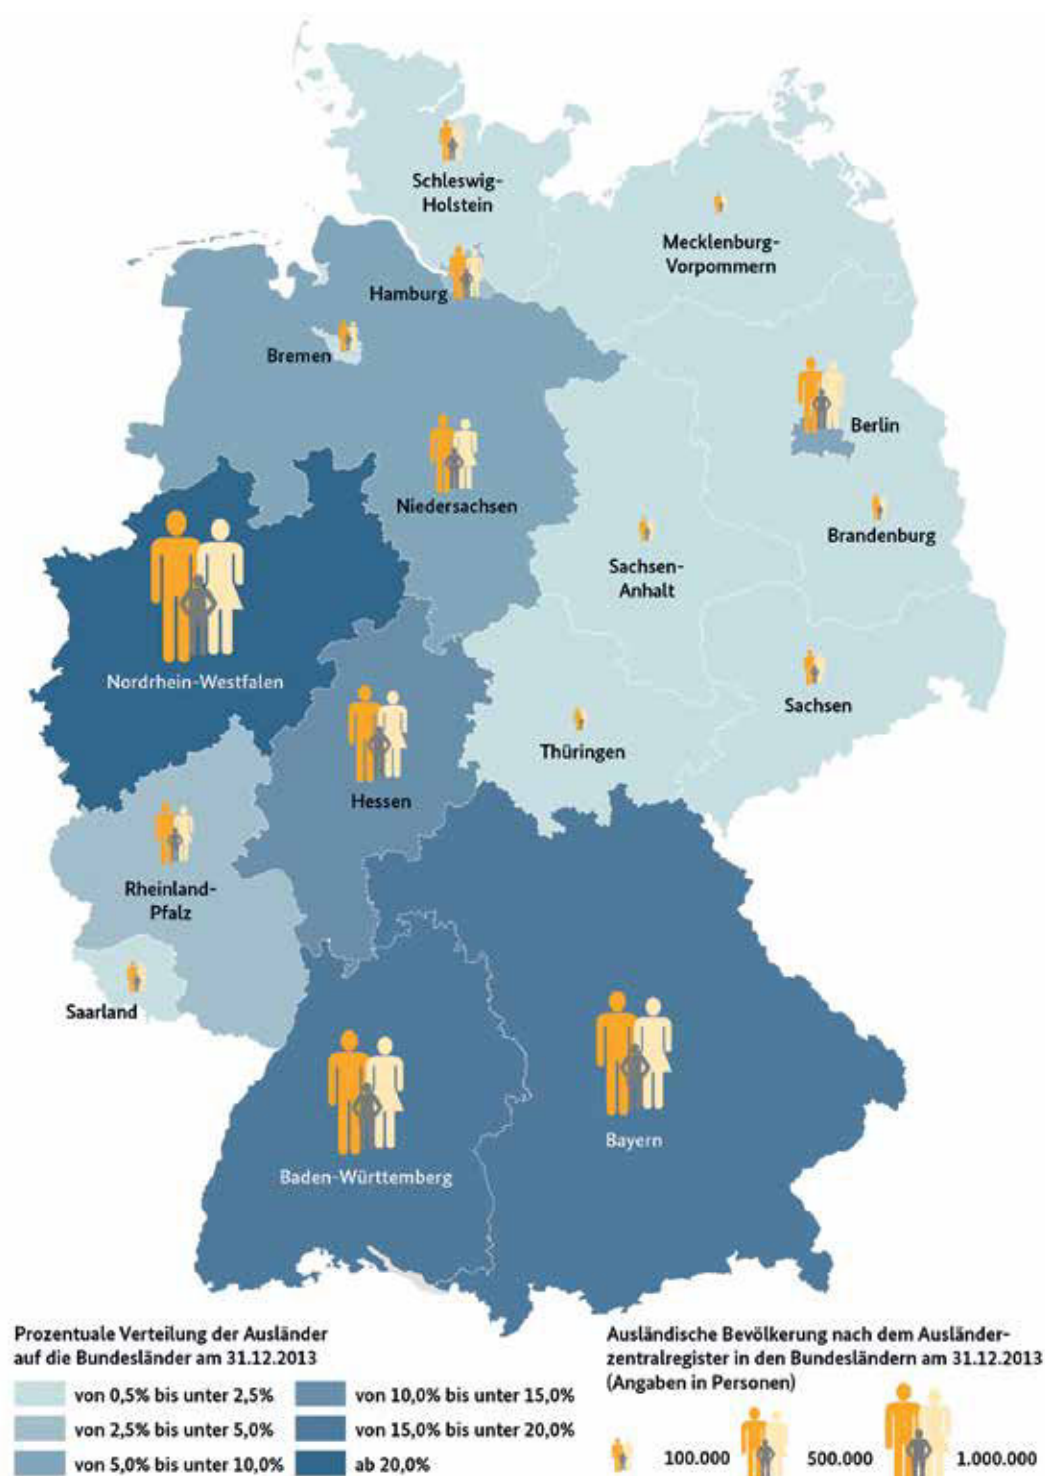 Schleswig-
Holstein
Mecklenburg-
Vorpommern
Hamburg
Bremen
Berlin
Niedersachsen
Brandenburg
Sachsen-
Anhalt
Nordrhein-Westfalen
Sachsen
Thüringen
Hessen
Rheinland-
Pfalz
Saarland
Bayern
Baden-Württemberg
Prozentuale Verteilung der Ausländer
auf die Bundesländer am 31.12.2013
von 0,5% bis unter 2,5%
von 2,5% bis unter 5,0%
von 5,0% bis unter 10,0%
von 10,0% bis unter 15,0%
von 15,0% bis unter 20,0%
ab 20,0%
Ausländische Bevölkerung nach dem Ausländer-
zentralregister in den Bundesländern am 31.12.2013
(Angaben in Personen)
100.000
500.000
1.000.000